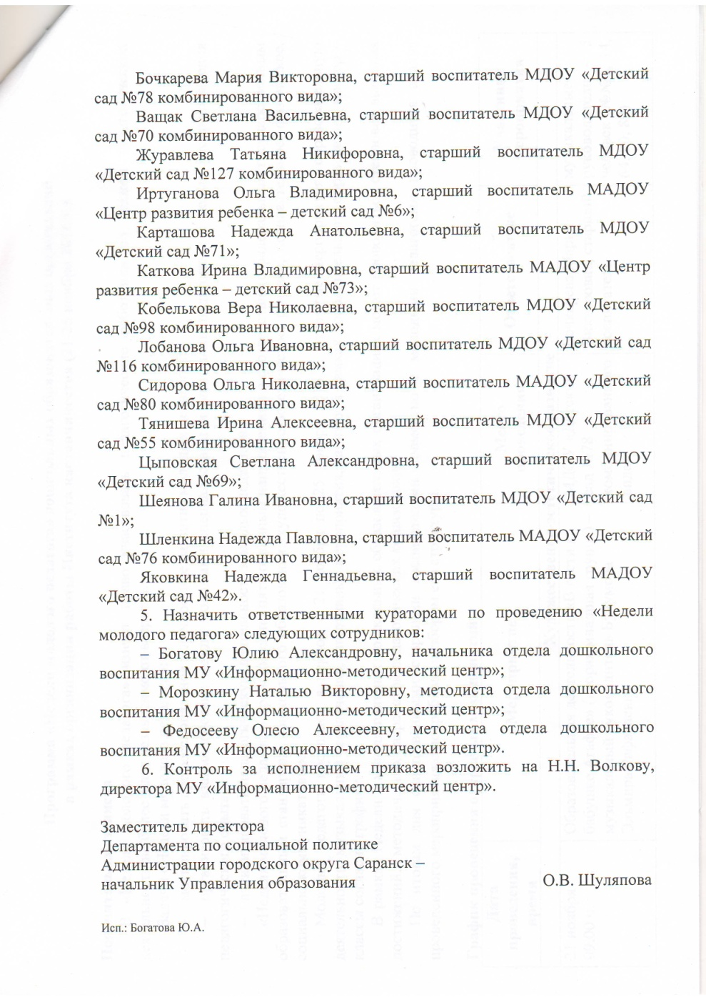 Бочкарева Мария Викторовна, старший воспитатель МДОУ «Детский
сад №78 комбинированного вида»;
Ващак Светлана Васильевна, старший воспитатель МДОУ «Детский
сад №70 комбинированного вида»;
Журавлева Татьяна Никифоровна, старший воспитатель МДОУ
«Детский сад №127 комбинированного вида»;
Иртуганова Ольга Владимировна, старший воспитатель МАДОУ
«Центр развития ребенка – детский сад №6»;
Карташова Надежда Анатольевна, старший воспитатель МДОУ
«Детский сад №71»;
Каткова Ирина Владимировна, старший воспитатель МАДОУ «Центр
развития ребенка – детский сад №73»;
Кобелькова Вера Николаевна, старший воспитатель МДОУ «Детский
сад №98 комбинированного вида»;
Лобанова Ольга Ивановна, старший воспитатель МДОУ «Детский сад
№116 комбинированного вида»;
Сидорова Ольга Николаевна, старший воспитатель МАДОУ «Детский
сад №80 комбинированного вида»;
Тянишева Ирина Алексеевна, старший воспитатель МДОУ «Детский
сад №55 комбинированного вида»;
Цыповская Светлана Александровна, старший воспитатель МДОУ
«Детский сад №69»;
Шеянова Галина Ивановна, старший воспитатель МДОУ «Детский сад
№1»;
Шленкина Надежда Павловна, старший воспитатель МАДОУ «Детский
сад №76 комбинированного вида»;
Яковкина Надежда Геннадьевна, старший воспитатель МАДОУ
«Детский сад №42».
5. Назначить ответственными кураторами по проведению «Недели
молодого педагога» следующих сотрудников:
– Богатову Юлию Александровну, начальника отдела дошкольного
воспитания МУ «Информационно-методический центр»;
– Морозкину Наталью Викторовну, методиста отдела дошкольного
воспитания МУ «Информационно-методический центр»;
– Федосееву Олесю Алексеевну, методиста отдела дошкольного
воспитания МУ «Информационно-методический центр».
6. Контроль за исполнением приказа возложить на Н.Н. Волкову,
директора МУ «Информационно-методический центр».
Заместитель директора
Департамента по социальной политике
Администрации городского округа Саранск –
начальник Управления образования О.В. Шуляпова
Исп.: Богатова Ю.А.